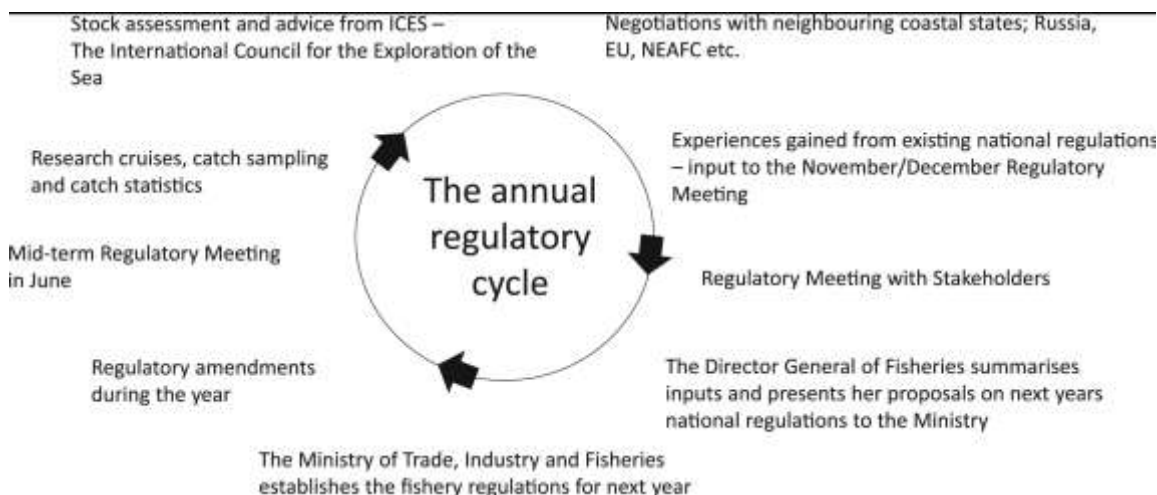 Stock assessment and advice from ICES –
The International Council for the Exploration of the
Sea
Negotiations with neighbouring coastal states; Russia,
EU, NEAFC etc.
Experiences gained from existing national regulations
– input to the November/December Regulatory
Meeting
Regulatory Meeting with Stakeholders
The Director General of Fisheries summarises
inputs and presents her proposals on next years
national regulations to the Ministry
The Ministry of Trade, Industry and Fisheries
establishes the fishery regulations for next year
Regulatory amendments
during the year
Mid-term Regulatory Meeting
in June
Research cruises, catch sampling
and catch statistics
The annual
regulatory
cycle